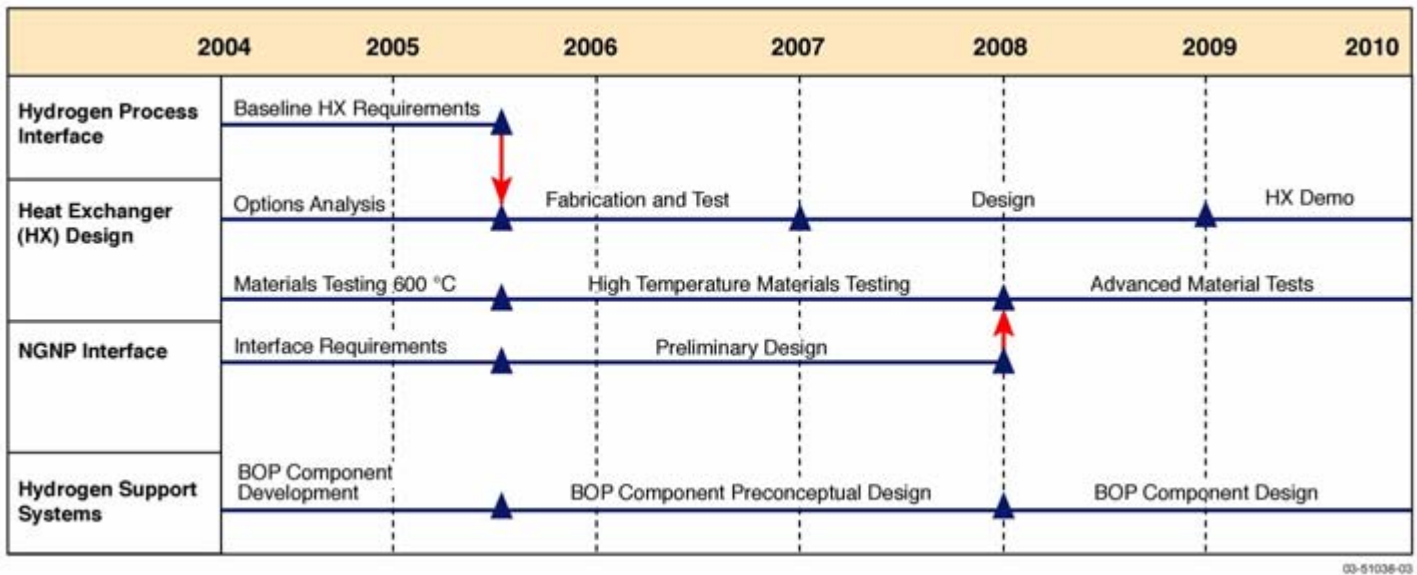 2004 2005 2006 2007 2008 2009 2010
Hydrogen Process
Interface
Baseline HX Requirements
Heat Exchanger
(HX) Design
Options Analysis
Fabrication and Test
Design
HX Demo
Materials Testing 600 °C
High Temperature Materials Testing
Advanced Material Tests
NGNP Interface
Interface Requirements
Preliminary Design
Hydrogen Support
Systems
BOP Component
Development
BOP Component Preconceptual Design
BOP Component Design
03-51036-03